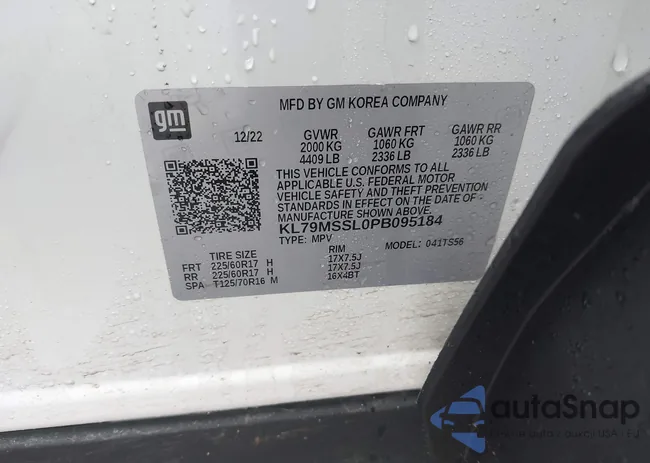 gm
MFD BY GM KOREA COMPANY
12/22 GVWR GAWR FRT GAWR RR
2000 KG 1060 KG 1060 KG
4409 LB 2336 LB 2336 LB
THIS VEHICLE CONFORMS TO ALL
APPLICABLE U.S. FEDERAL MOTOR
VEHICLE SAFETY AND THEFT PREVENTION
STANDARDS IN EFFECT ON THE DATE OF
MANUFACTURE SHOWN ABOVE.
KL79MSSL0PB095184
TYPE: MPV MODEL: 041TS56
TIRE SIZE RIM
FRT 225/60R17 H 17X7.5J
RR 225/60R17 H 17X7.5J
SPA T125/70R16 M 16X4BT
autaSnap